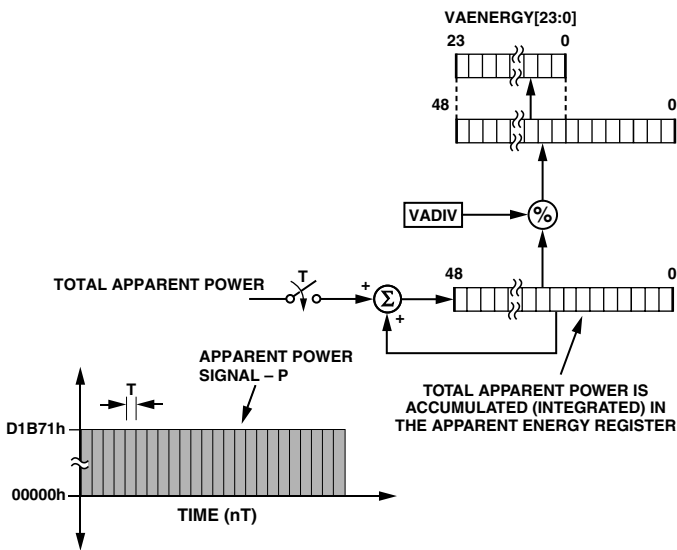 VAENERGY[23:0]
23 0
48 0
VADIV
%
48 0
TOTAL APPARENT POWER
T
+
Σ
+
APPARENT POWER
SIGNAL – P
T
TOTAL APPARENT POWER IS
ACCUMULATED (INTEGRATED) IN
THE APPARENT ENERGY REGISTER
D1B71h
00000h
TIME (nT)